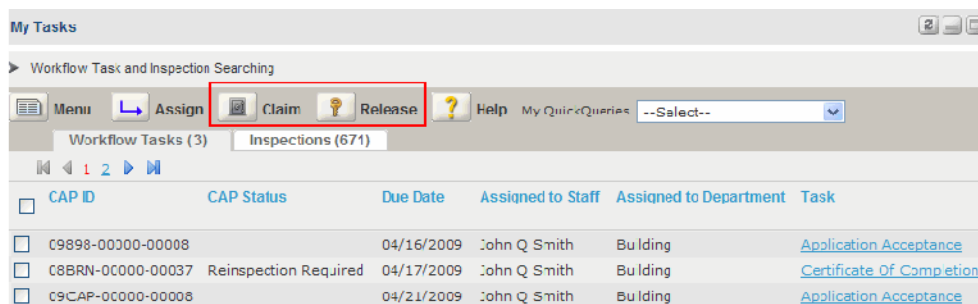 My Tasks
Workflow Task and Inspection Searching
Menu Assign Claim Release Help My QuickQueries --Select--
Workflow Tasks (3) Inspections (671)
1 2
CAP ID CAP Status Due Date Assigned to Staff Assigned to Department Task
09898-00000-00008 04/16/2009 John Q Smith Building Application Acceptance
08BRN-00000-00037 Reinspection Required 04/17/2009 John Q Smith Building Certificate Of Completion
09CAP-00000-00008 04/21/2009 John Q Smith Building Application Acceptance